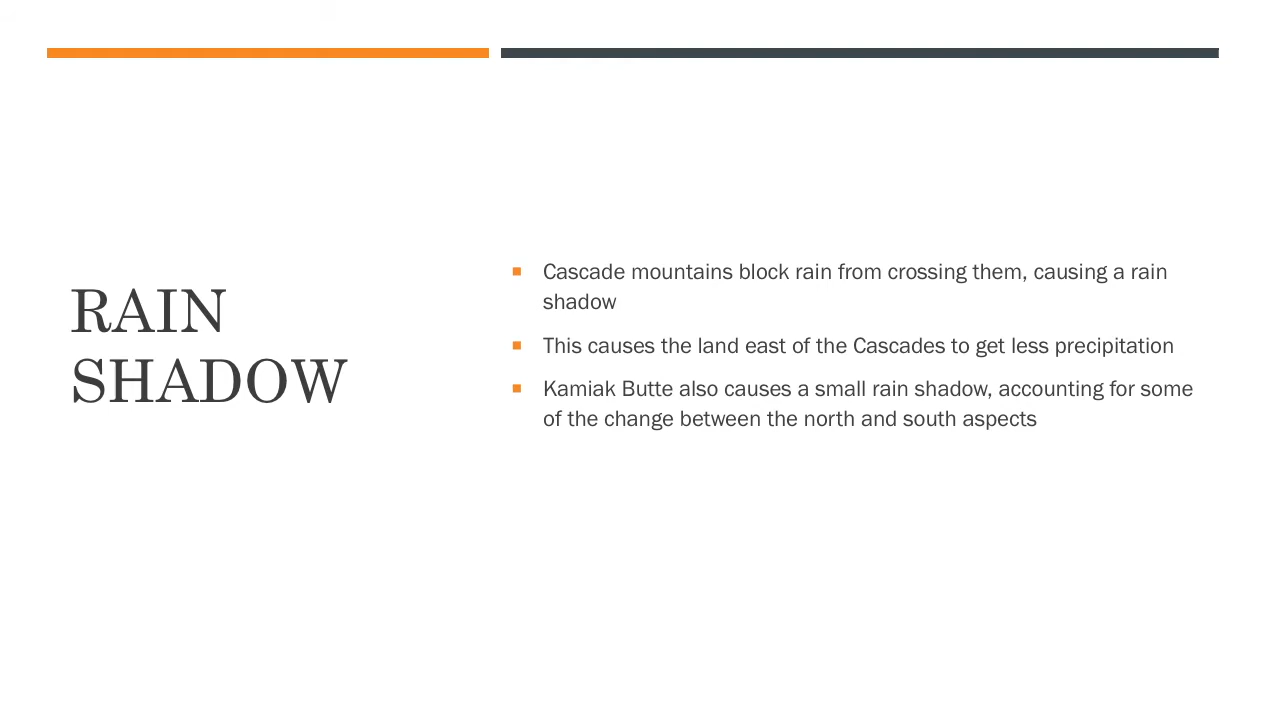 RAIN
SHADOW
Cascade mountains block rain from crossing them, causing a rain
shadow
This causes the land east of the Cascades to get less precipitation
Kamiak Butte also causes a small rain shadow, accounting for some
of the change between the north and south aspects